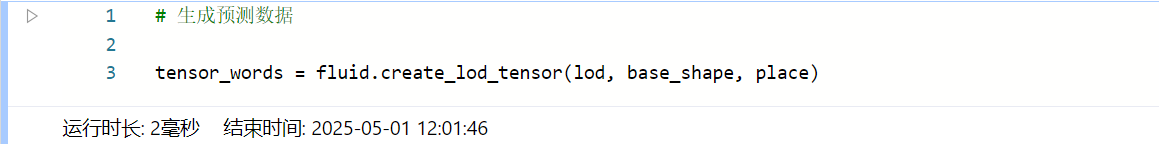 1 # 生成预测数据
2
3 tensor_words = fluid.create_lod_tensor(lod, base_shape, place)
运行时长: 2毫秒 结束时间: 2025-05-01 12:01:46